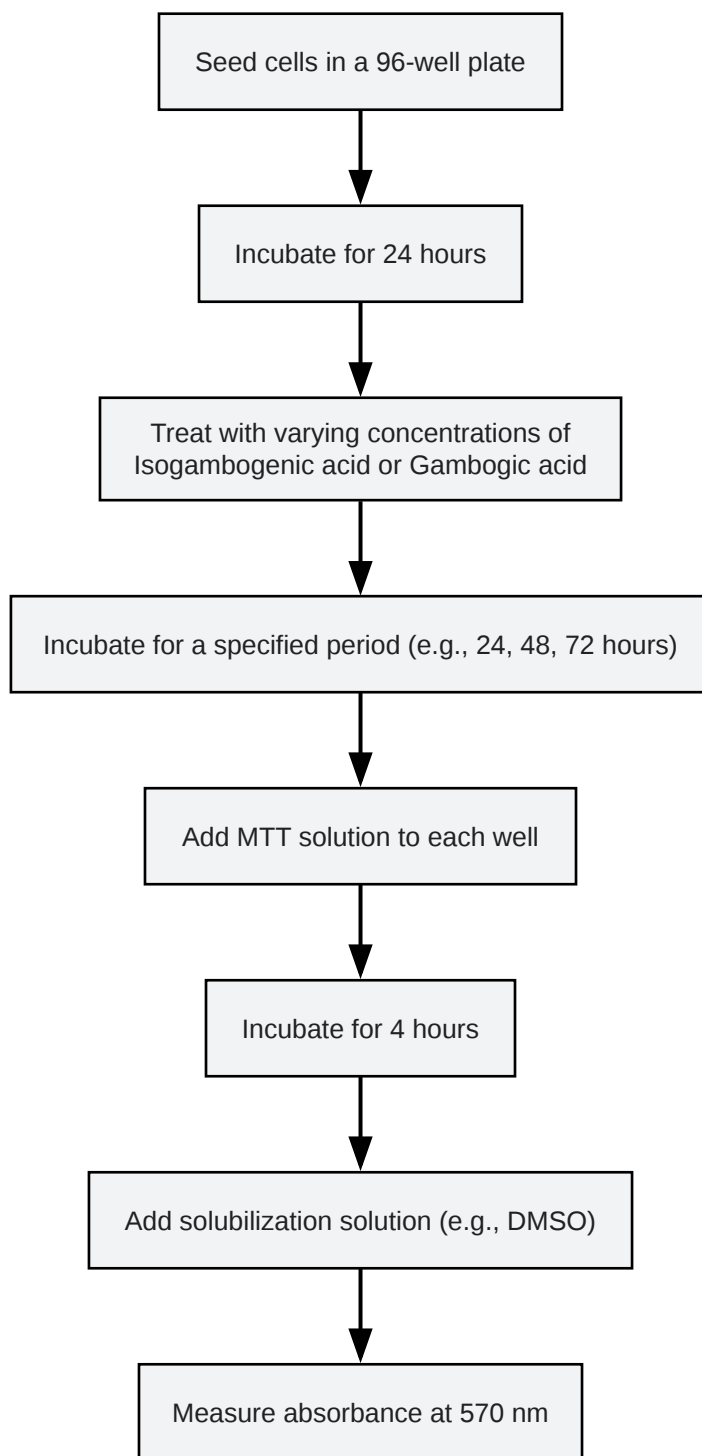 Seed cells in a 96-well plate
Incubate for 24 hours
Treat with varying concentrations of
Isogambogenic acid or Gambogic acid
Incubate for a specified period (e.g., 24, 48, 72 hours)
Add MTT solution to each well
Incubate for 4 hours
Add solubilization solution (e.g., DMSO)
Measure absorbance at 570 nm